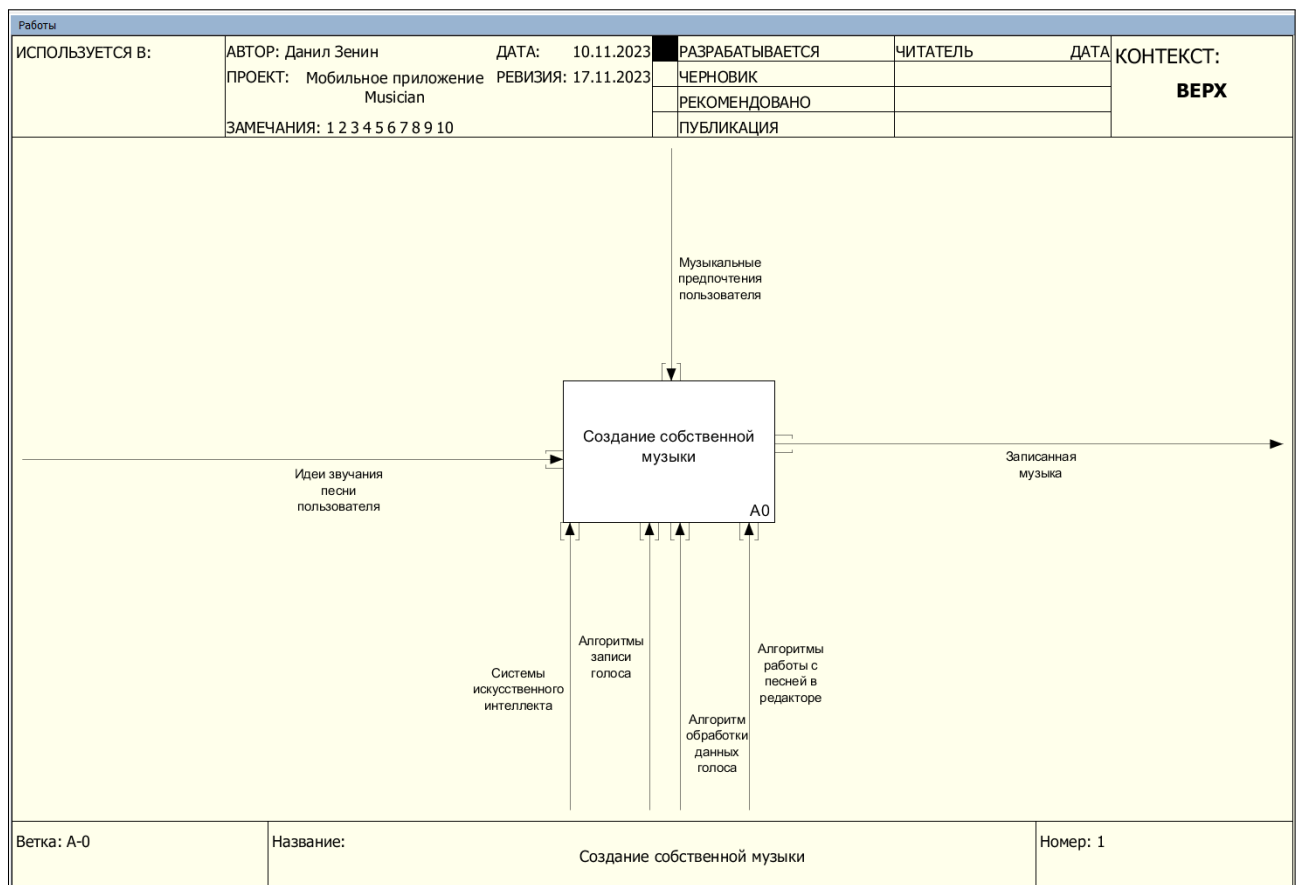 Работы
ИСПОЛЬЗУЕТСЯ В:
АВТОР: Данил Зенин
ДАТА: 10.11.2023
ПРОЕКТ: Мобильное приложение
Musician
РЕВИЗИЯ: 17.11.2023
ЗАМЕЧАНИЯ: 1 2 3 4 5 6 7 8 9 10
РАЗРАБАТЫВАЕТСЯ
ЧЕРНОВИК
РЕКОМЕНДОВАНО
ПУБЛИКАЦИЯ
ЧИТАТЕЛЬ ДАТА
КОНТЕКСТ:
ВЕРХ
Музыкальные
предпочтения
пользователя
Создание собственной
музыки
A0
Идеи звучания
песни
пользователя
Записанная
музыка
Системы
искусственного
интеллекта
Алгоритмы
записи
голоса
Алгоритм
обработки
данных
голоса
Алгоритмы
работы с
песней в
редакторе
Ветка: A-0
Название:
Создание собственной музыки
Номер: 1